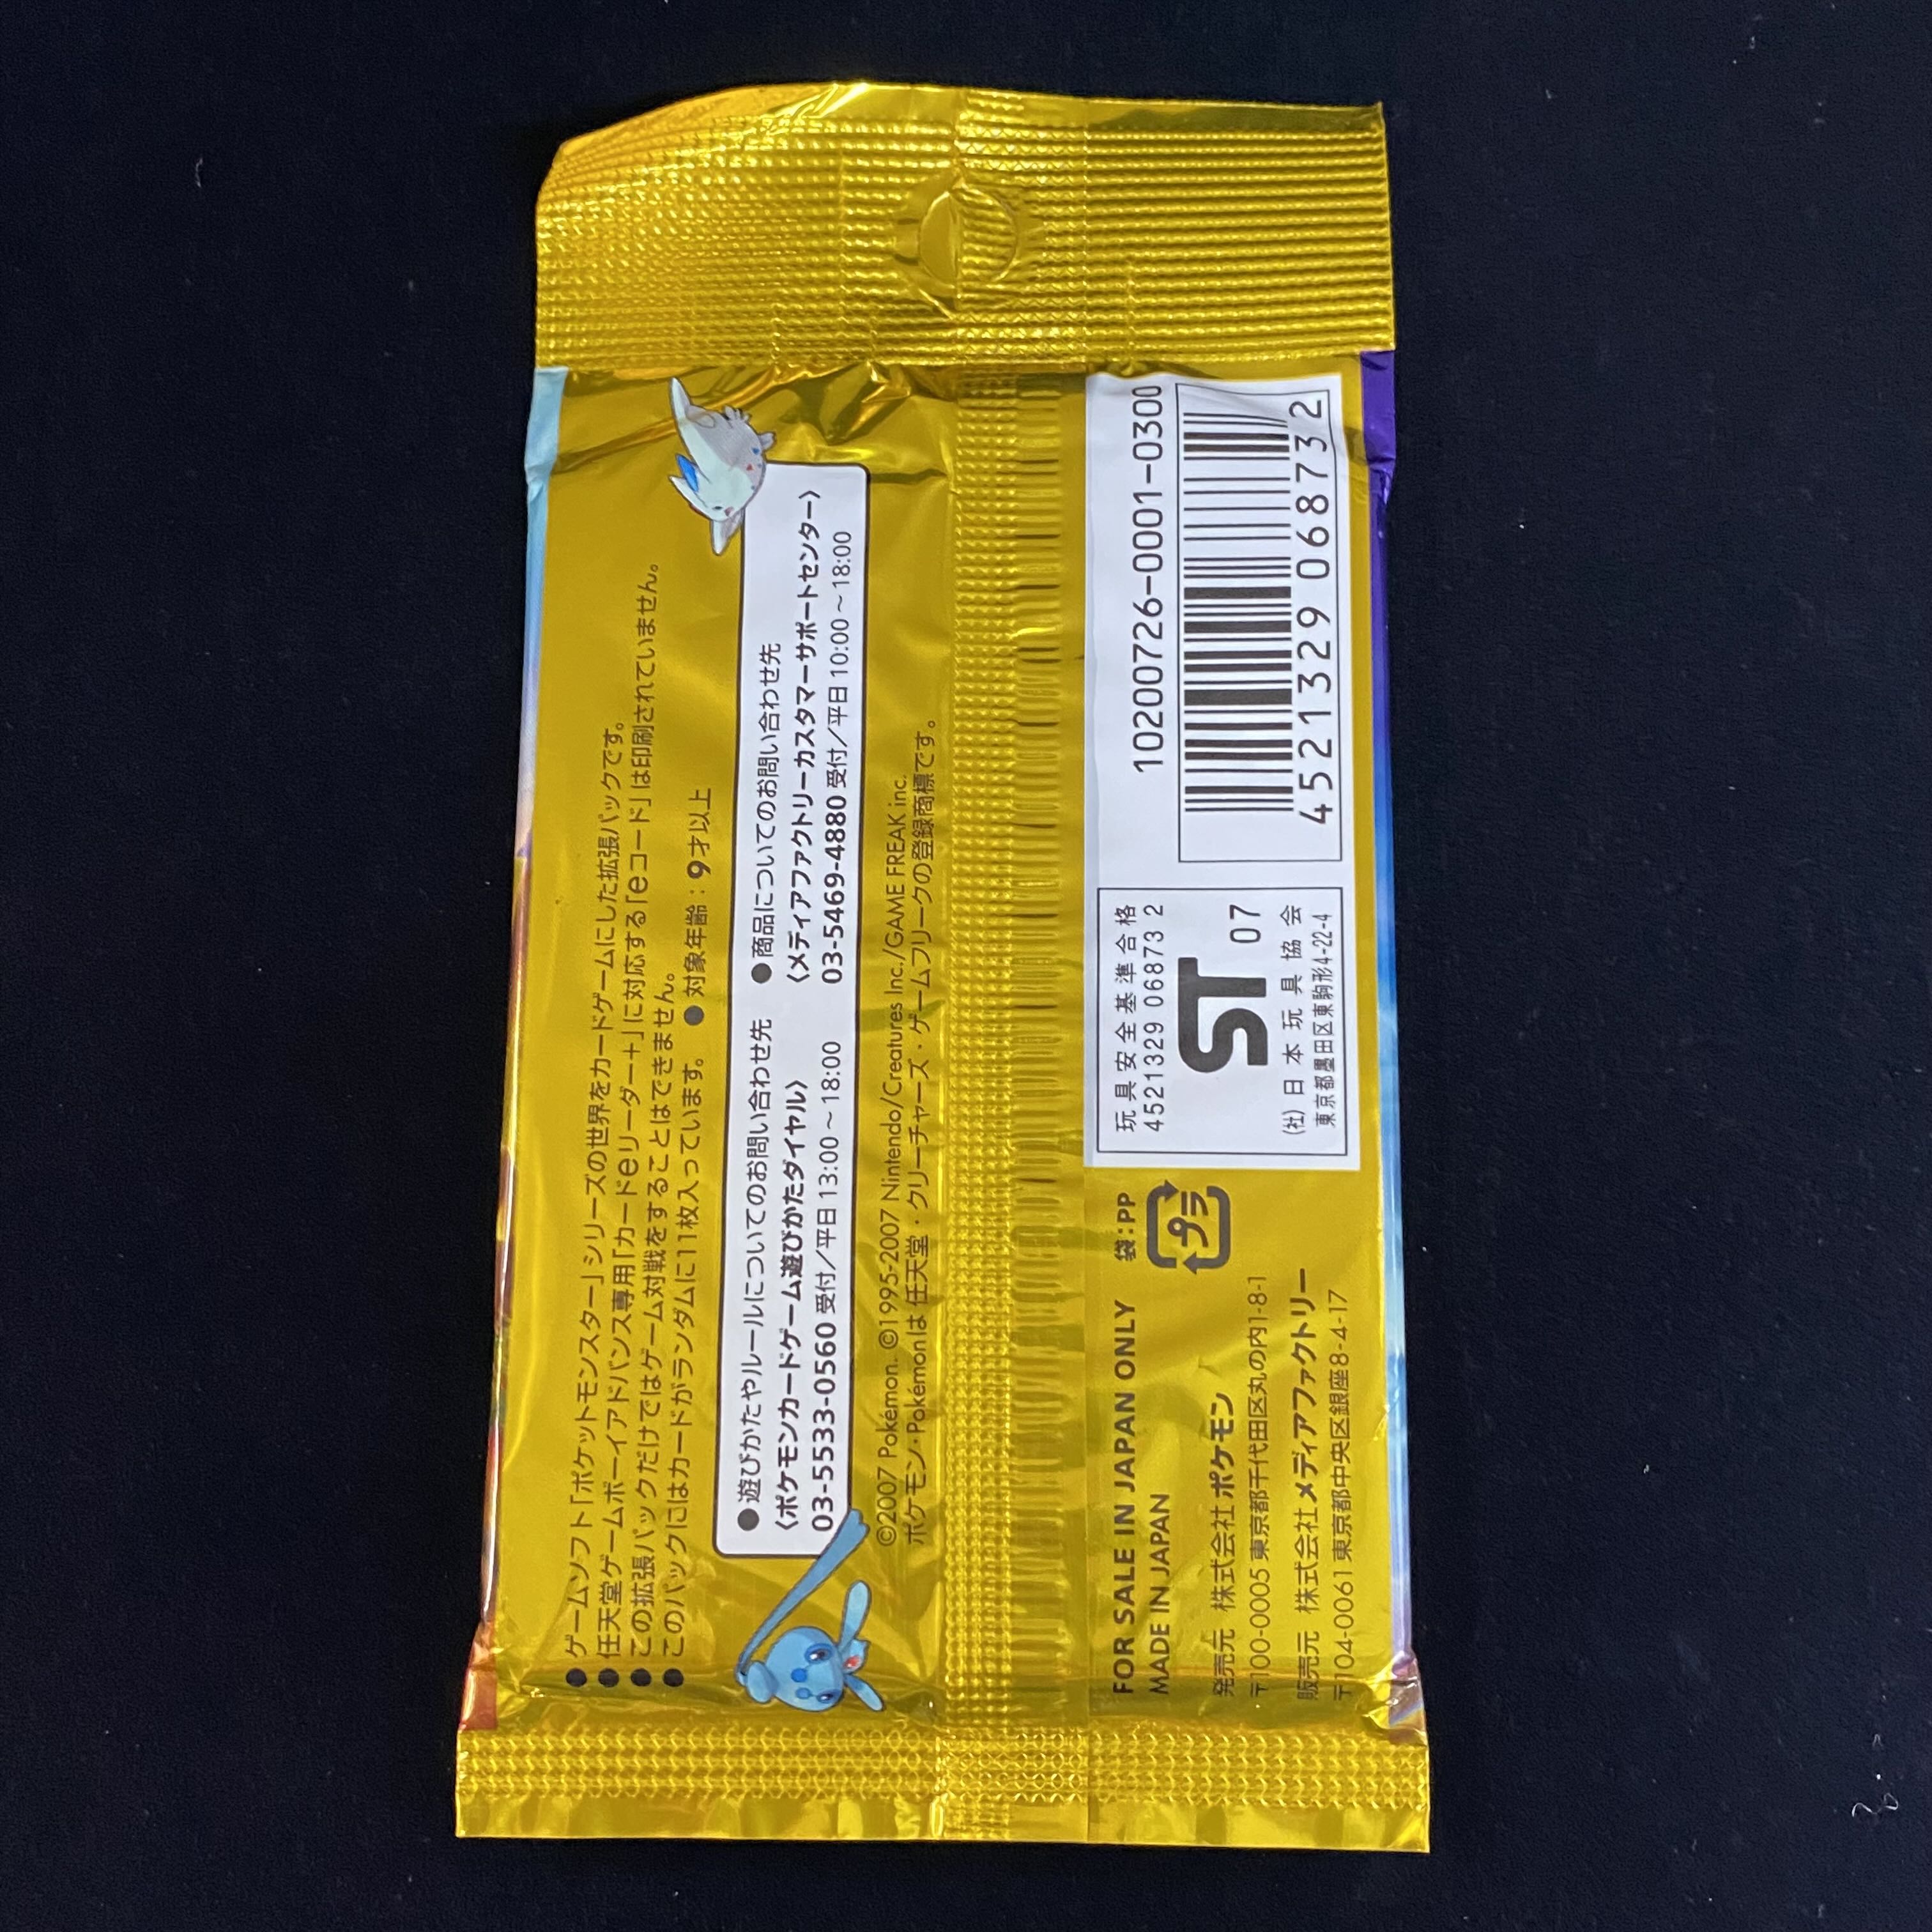 ●ゲームソフト「ポケットモンスター」シリーズの世界をカードゲームにした拡張パックです。
●任天堂ゲームボーイアドバンス専用「カードeリーダー+」に対応する「eコード」は印刷されていません。
●この拡張パックだけではゲーム対戦をすることはできません。
●このパックにはカードがランダムに11枚入っています。 ●対象年齢：9才以上
●遊びかたやルールについてのお問い合わせ先
〈ポケモンカードゲーム遊びかたダイヤル〉
03-5533-0560 受付／平日 13:00～18:00
●商品についてのお問い合わせ先
〈メディアファクトリーカスタマーサポートセンター〉
03-5469-4880 受付／平日 10:00～18:00
©2007 Pokémon. ©1995-2007 Nintendo/Creatures Inc./GAME FREAK inc.
ポケモン・Pokémonは 任天堂・クリーチャーズ・ゲームフリークの登録商標です。
FOR SALE IN JAPAN ONLY
MADE IN JAPAN
袋：PP
プラ
発売元 株式会社ポケモン
〒100-0005 東京都千代田区丸の内1-8-1
販売元 株式会社メディアファクトリー
〒104-0061 東京都中央区銀座8-4-17
玩具安全基準合格
4521329 06873 2
ST 07
(社) 日本玩具協会
東京都墨田区東駒形4-22-4
10200726-0001-0300
4521329 068732